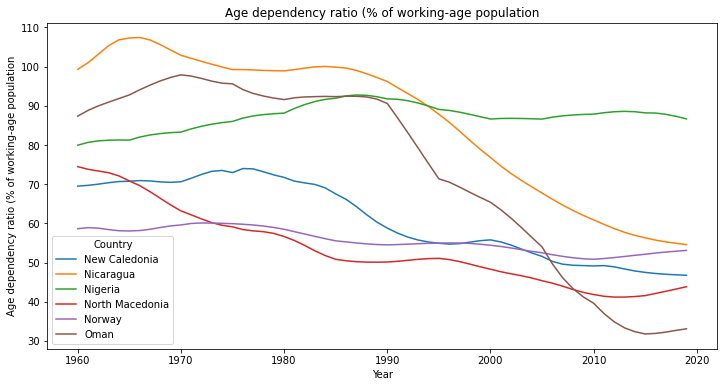 Age dependency ratio (% of working-age population
Age dependency ratio (% of working-age population
110
100
90
80
70
60
50
40
30
Country
New Caledonia
Nicaragua
Nigeria
North Macedonia
Norway
Oman
1960
1970
1980
1990
2000
2010
2020
Year